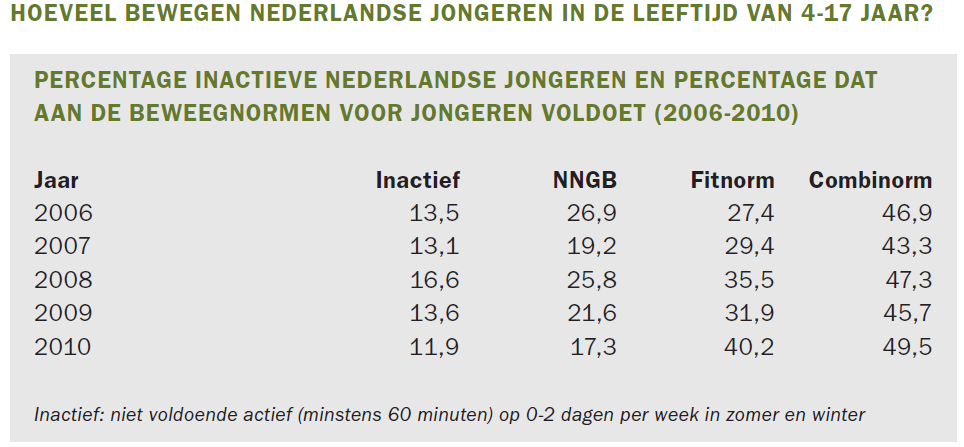 HOEVEEL BEWEGEN NEDERLANDSE JONGEREN IN DE LEEFTIJD VAN 4-17 JAAR?
PERCENTAGE INACTIEVE NEDERLANDSE JONGEREN EN PERCENTAGE DAT
AAN DE BEWEEGNORMEN VOOR JONGEREN VOLDOET (2006-2010)
Jaar Inactief NNGB Fitnorm Combinorm
2006 13,5 26,9 27,4 46,9
2007 13,1 19,2 29,4 43,3
2008 16,6 25,8 35,5 47,3
2009 13,6 21,6 31,9 45,7
2010 11,9 17,3 40,2 49,5
Inactief: niet voldoende actief (minstens 60 minuten) op 0-2 dagen per week in zomer en winter